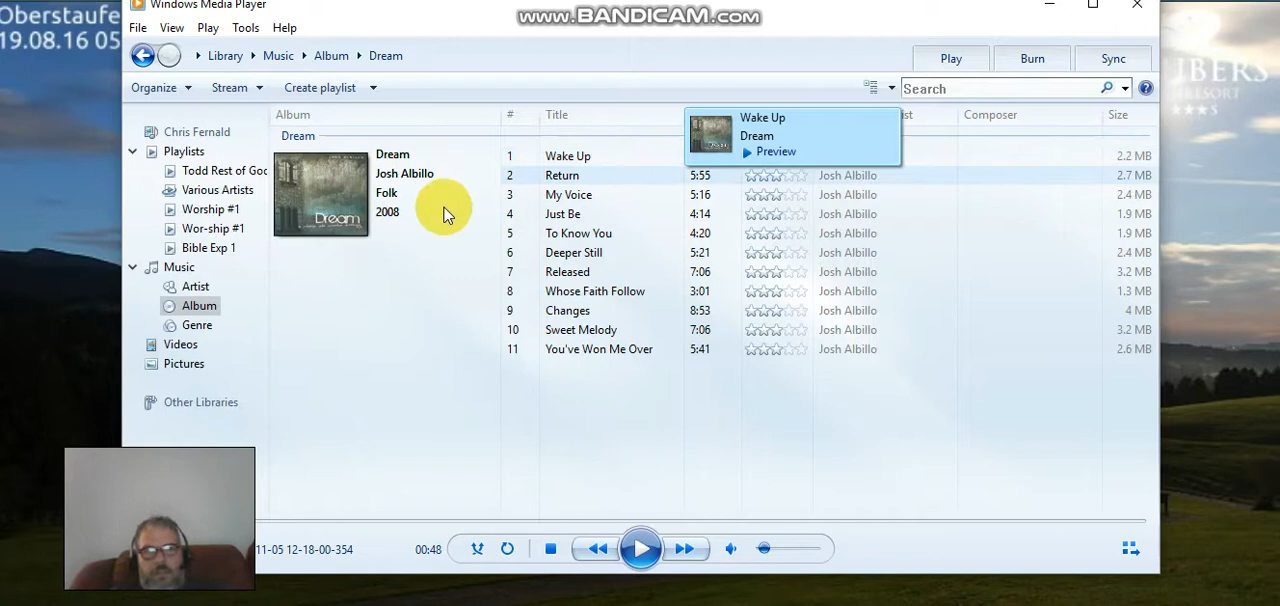 Oberstaufe
19.08.16 05
Windows Media Player
www.BANDICAM.com
File View Play Tools Help
Library Music Album Dream
Play Burn Sync
Organize Stream Create playlist Search
JBERS
RESORT
S
Album # Title st Composer Size
Chris Fernald
Playlists
Todd Rest of Goc
Various Artists
Worship #1
Wor-ship #1
Bible Exp 1
Music
Artist
Album
Genre
Videos
Pictures
Other Libraries
Dream
Dream
Josh Albillo
Folk
2008
Dream
Wake Up
Dream
Preview
1 Wake Up 2.2 MB
2 Return 5:55 Josh Albillo 2.7 MB
3 My Voice 5:16 Josh Albillo 2.4 MB
4 Just Be 4:14 Josh Albillo 1.9 MB
5 To Know You 4:20 Josh Albillo 1.9 MB
6 Deeper Still 5:21 Josh Albillo 2.4 MB
7 Released 7:06 Josh Albillo 3.2 MB
8 Whose Faith Follow 3:01 Josh Albillo 1.3 MB
9 Changes 8:53 Josh Albillo 4 MB
10 Sweet Melody 7:06 Josh Albillo 3.2 MB
11 You've Won Me Over 5:41 Josh Albillo 2.6 MB
11-05 12-18-00-354 00:48